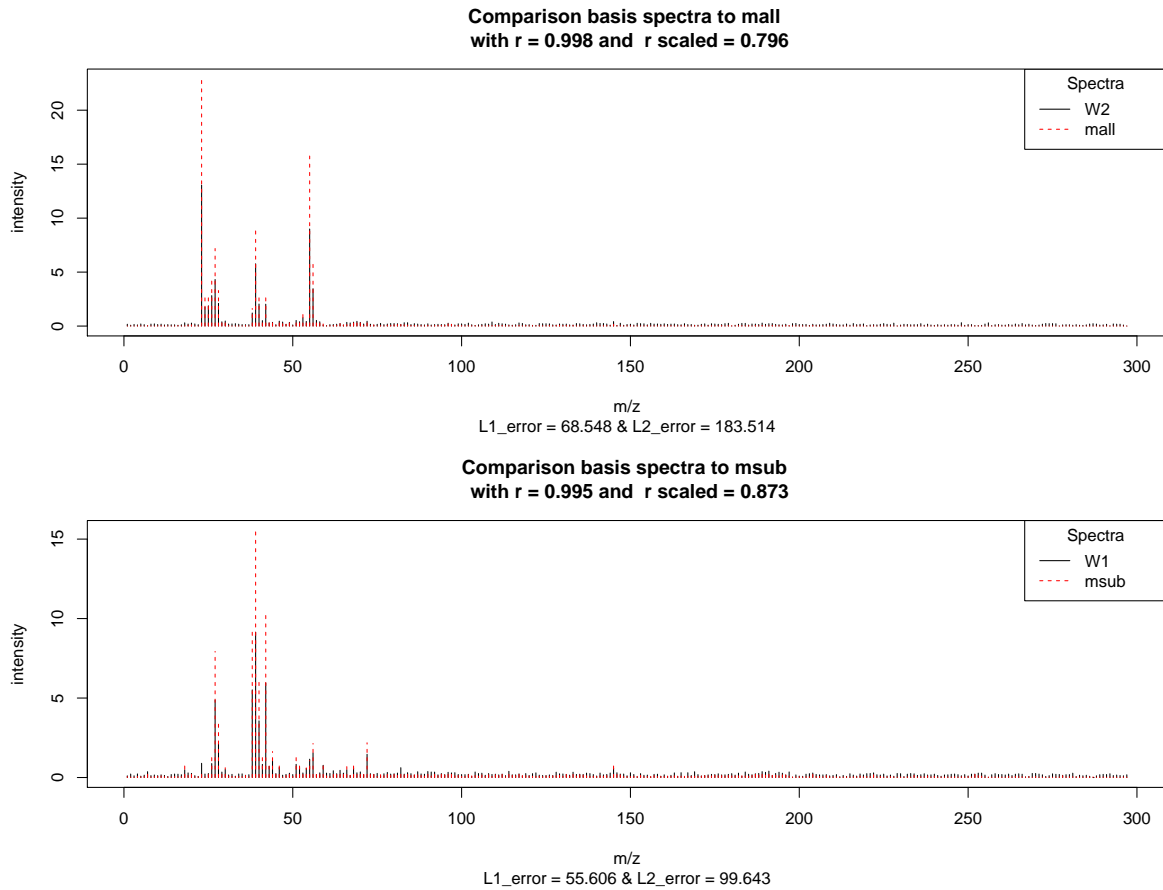 Comparison basis spectra to mall
with r = 0.998 and r scaled = 0.796
Spectra
W2
mall
intensity
20
15
10
5
0
0 50 100 150 200 250 300
m/z
L1_error = 68.548 & L2_error = 183.514
Comparison basis spectra to msub
with r = 0.995 and r scaled = 0.873
Spectra
W1
msub
intensity
15
10
5
0
0 50 100 150 200 250 300
m/z
L1_error = 55.606 & L2_error = 99.643